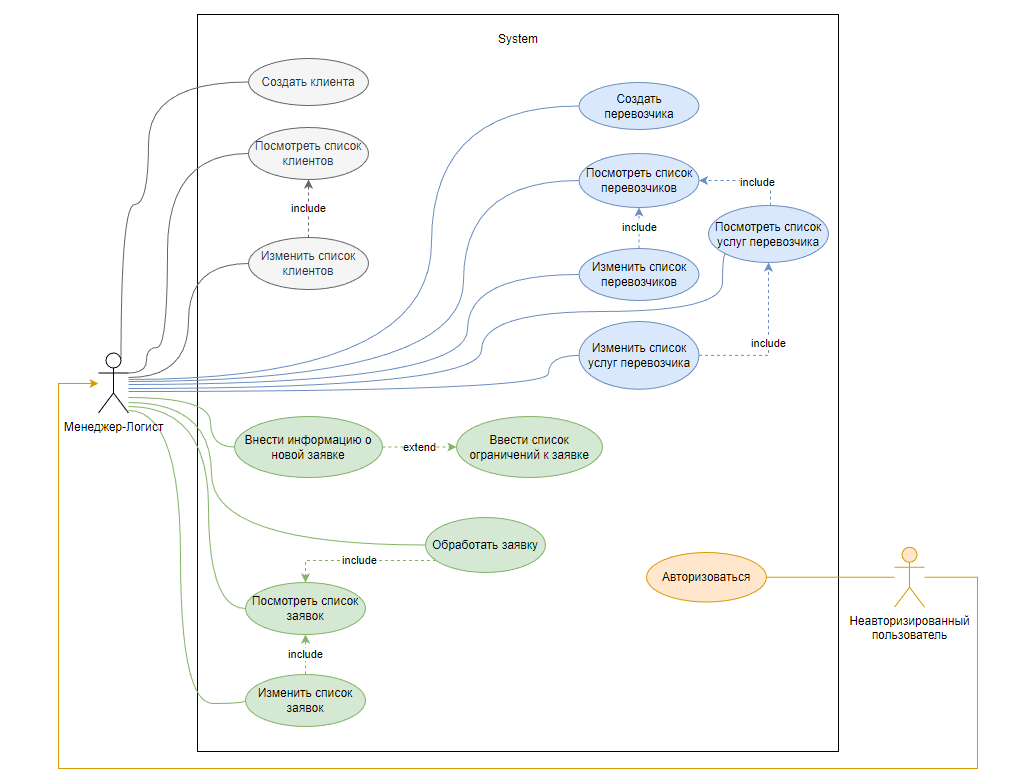 System
Создать клиента
Посмотреть список
клиентов
include
Изменить список
клиентов
Создать
перевозчика
Посмотреть список
перевозчиков
include
include
Посмотреть список
услуг перевозчика
Изменить список
перевозчиков
include
Изменить список
услуг перевозчика
Менеджер-Логист
Внести информацию о
новой заявке
extend
Ввести список
ограничений к заявке
Обработать заявку
include
Посмотреть список
заявок
include
Изменить список
заявок
Авторизоваться
Неавторизированный
пользователь